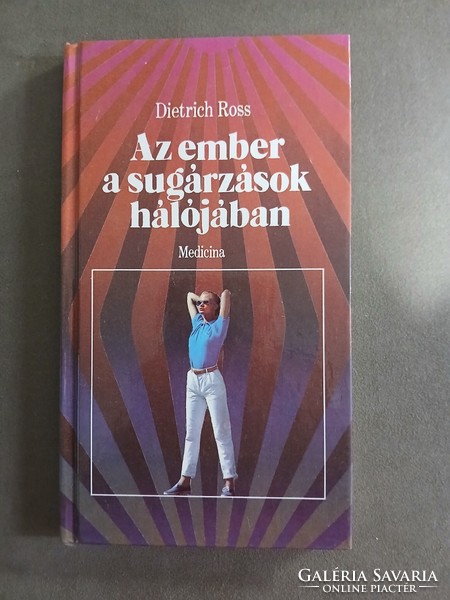 Dietrich Ross
Az ember
a sugárzások
hálójában
Medicina
GALÉRIA SAVARIA
ONLINE PIACTÉR